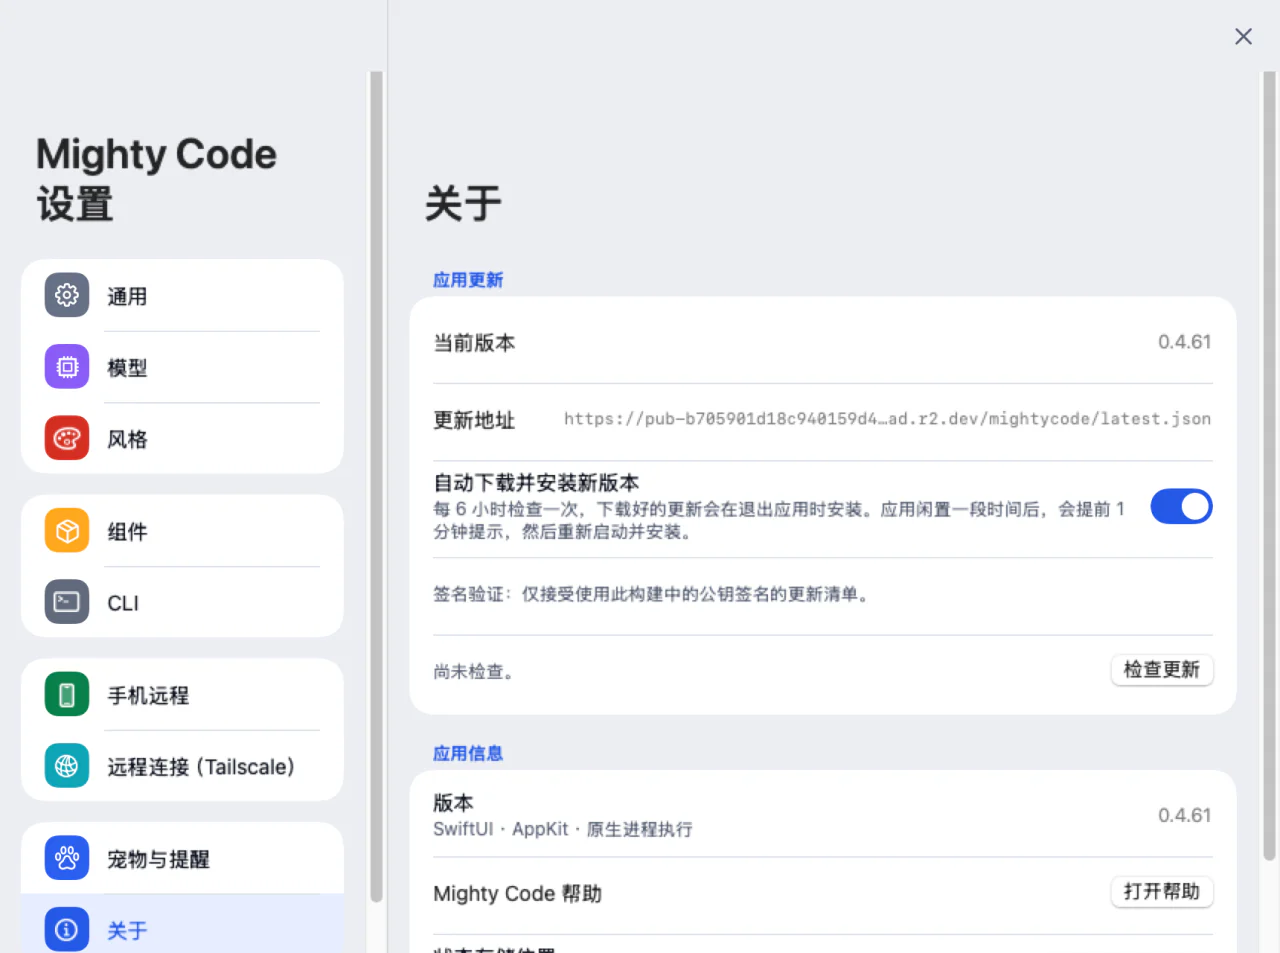 Mighty Code
设置
通用
模型
风格
组件
CLI
手机远程
远程连接 (Tailscale)
宠物与提醒
关于
关于
应用更新
当前版本 0.4.61
更新地址 https://pub-b705901d18c940159d4…ad.r2.dev/mightycode/latest.json
自动下载并安装新版本
每 6 小时检查一次，下载好的更新会在退出应用时安装。应用闲置一段时间后，会提前 1
分钟提示，然后重新启动并安装。
签名验证：仅接受使用此构建中的公钥签名的更新清单。
尚未检查。 检查更新
应用信息
版本 0.4.61
SwiftUI · AppKit · 原生进程执行
Mighty Code 帮助 打开帮助